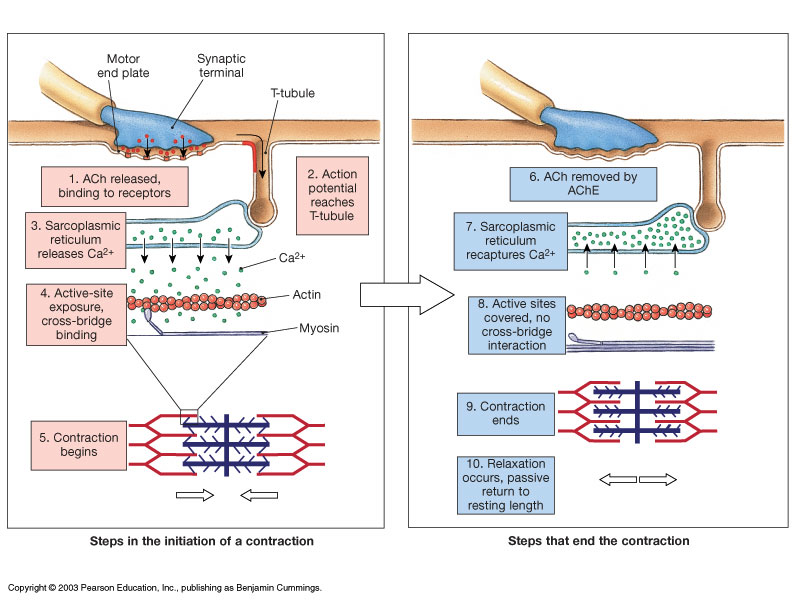 Motor
end plate
Synaptic
terminal
T-tubule
1. ACh released,
binding to receptors
2. Action
potential
reaches
T-tubule
3. Sarcoplasmic
reticulum
releases Ca2+
Ca2+
4. Active-site
exposure,
cross-bridge
binding
Actin
Myosin
5. Contraction
begins
Steps in the initiation of a contraction
6. ACh removed by
AChE
7. Sarcoplasmic
reticulum
recaptures Ca2+
8. Active sites
covered, no
cross-bridge
interaction
9. Contraction
ends
10. Relaxation
occurs, passive
return to
resting length
Steps that end the contraction
Copyright © 2003 Pearson Education, Inc., publishing as Benjamin Cummings.